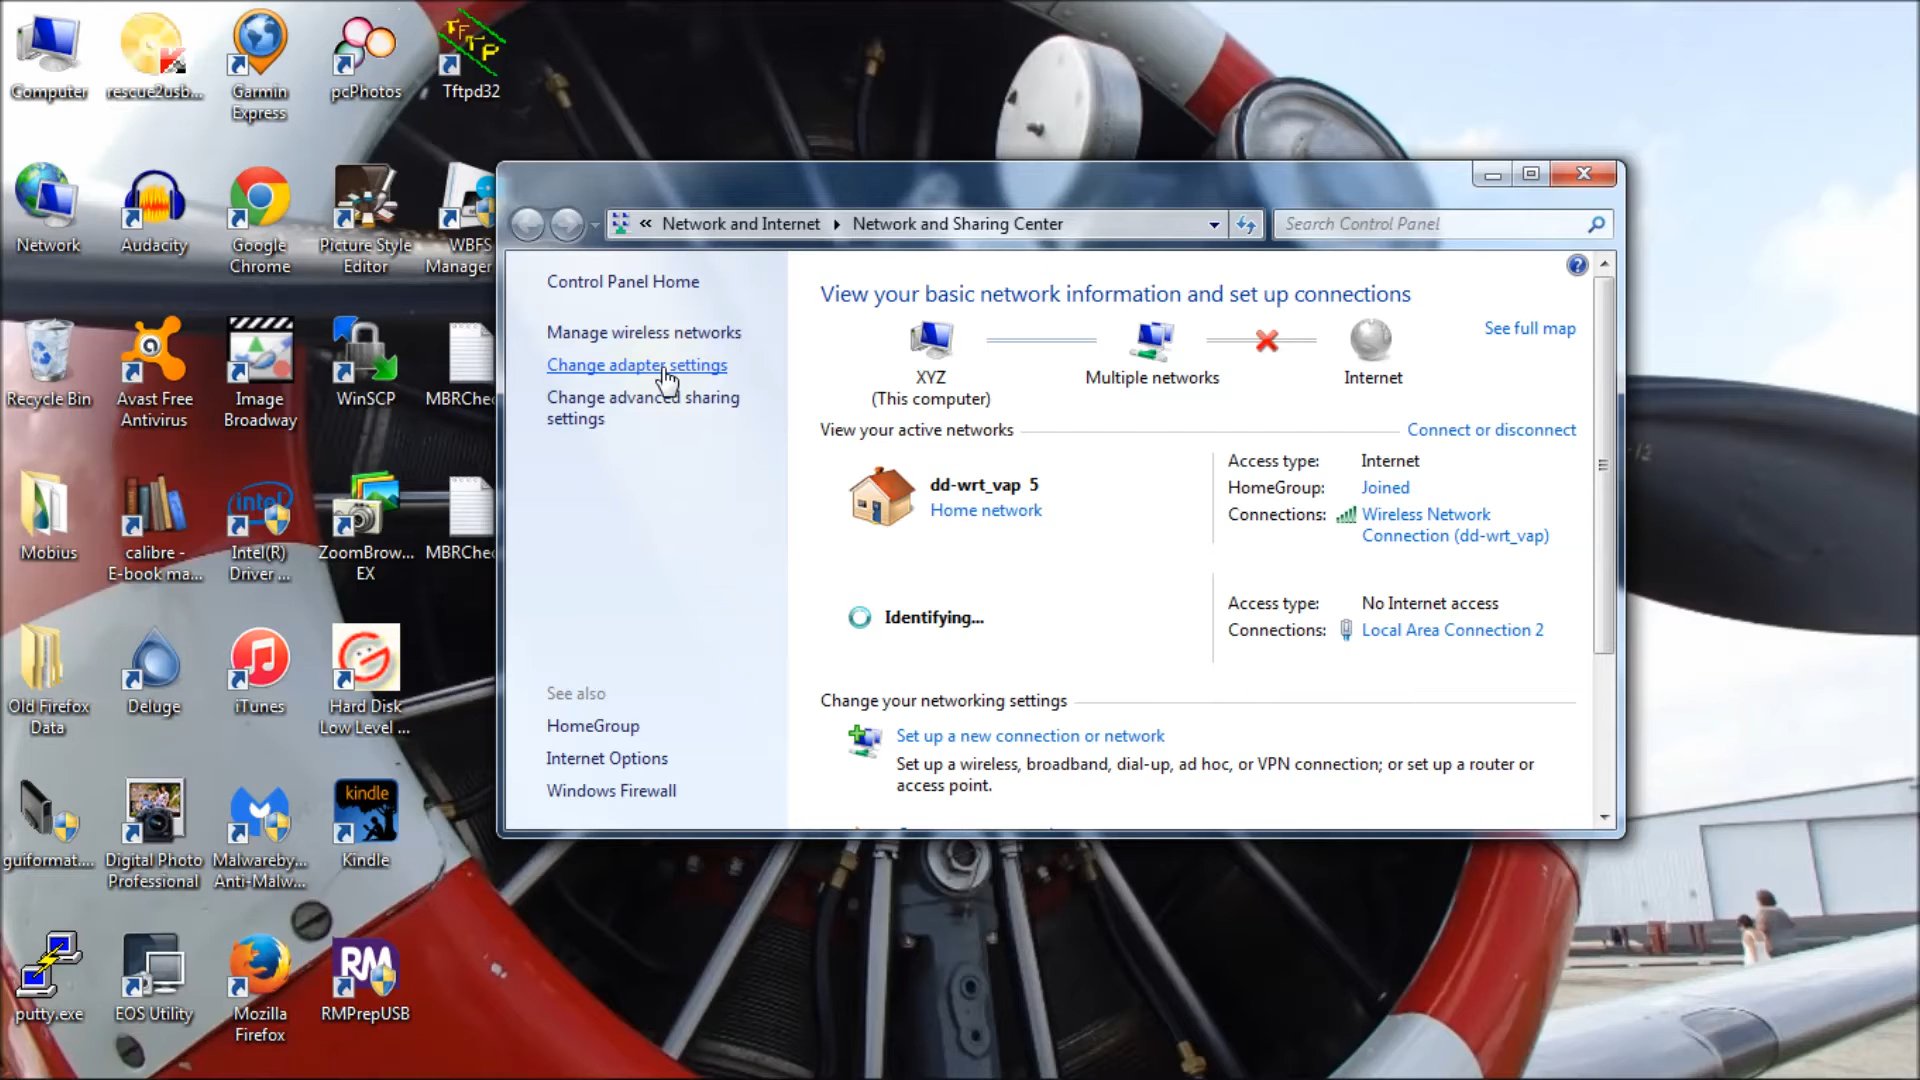 Computer
rescue2usb...
Garmin
Express
pcPhotos
TFTP
Tftpd32
Network
Audacity
Google
Chrome
Picture Style
Editor
WBFS
Manager
Recycle Bin
Avast Free
Antivirus
Image
Broadway
WinSCP
MBRChec
Mobius
calibre -
E-book ma...
intel
Intel(R)
Driver ...
ZoomBrow...
EX
MBRChec
Old Firefox
Data
Deluge
iTunes
Hard Disk
Low Level ...
guiformat....
Digital Photo
Professional
Malwareby...
Anti-Malw...
kindle
Kindle
putty.exe
EOS Utility
Mozilla
Firefox
RM
RMPrepUSB
« Network and Internet ▸ Network and Sharing Center
Search Control Panel
Control Panel Home
Manage wireless networks
Change adapter settings
Change advanced sharing
settings
See also
HomeGroup
Internet Options
Windows Firewall
View your basic network information and set up connections
See full map
XYZ
(This computer)
Multiple networks
Internet
View your active networks
Connect or disconnect
dd-wrt_vap 5
Home network
Access type: Internet
HomeGroup: Joined
Connections: Wireless Network
Connection (dd-wrt_vap)
Identifying...
Access type: No Internet access
Connections: Local Area Connection 2
Change your networking settings
Set up a new connection or network
Set up a wireless, broadband, dial-up, ad hoc, or VPN connection; or set up a router or
access point.